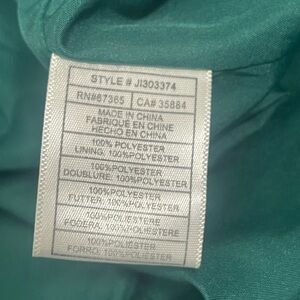 STYLE # JI303374
RN#67365 CA# 35884
MADE IN CHINA
FABRIQUE EN CHINE
HECHO EN CHINA
100% POLYESTER
LINING: 100%POLYESTER
100% POLYESTER
DOUBLURE: 100%POLYESTER
100%POLYESTER
FUTTER: 100%POLYESTER
100%POLIESTERE
FODERA: 100%POLIESTERE
100%POLIESTER
FORRO: 100%POLIESTER